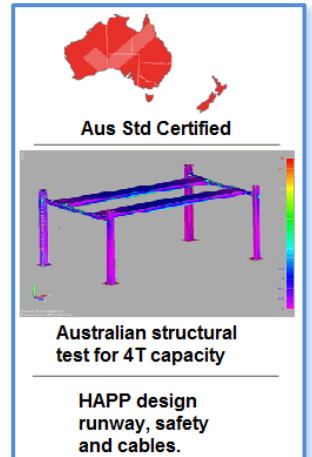 Aus Std Certified
Australian structural
test for 4T capacity
HAPP design
runway, safety
and cables.